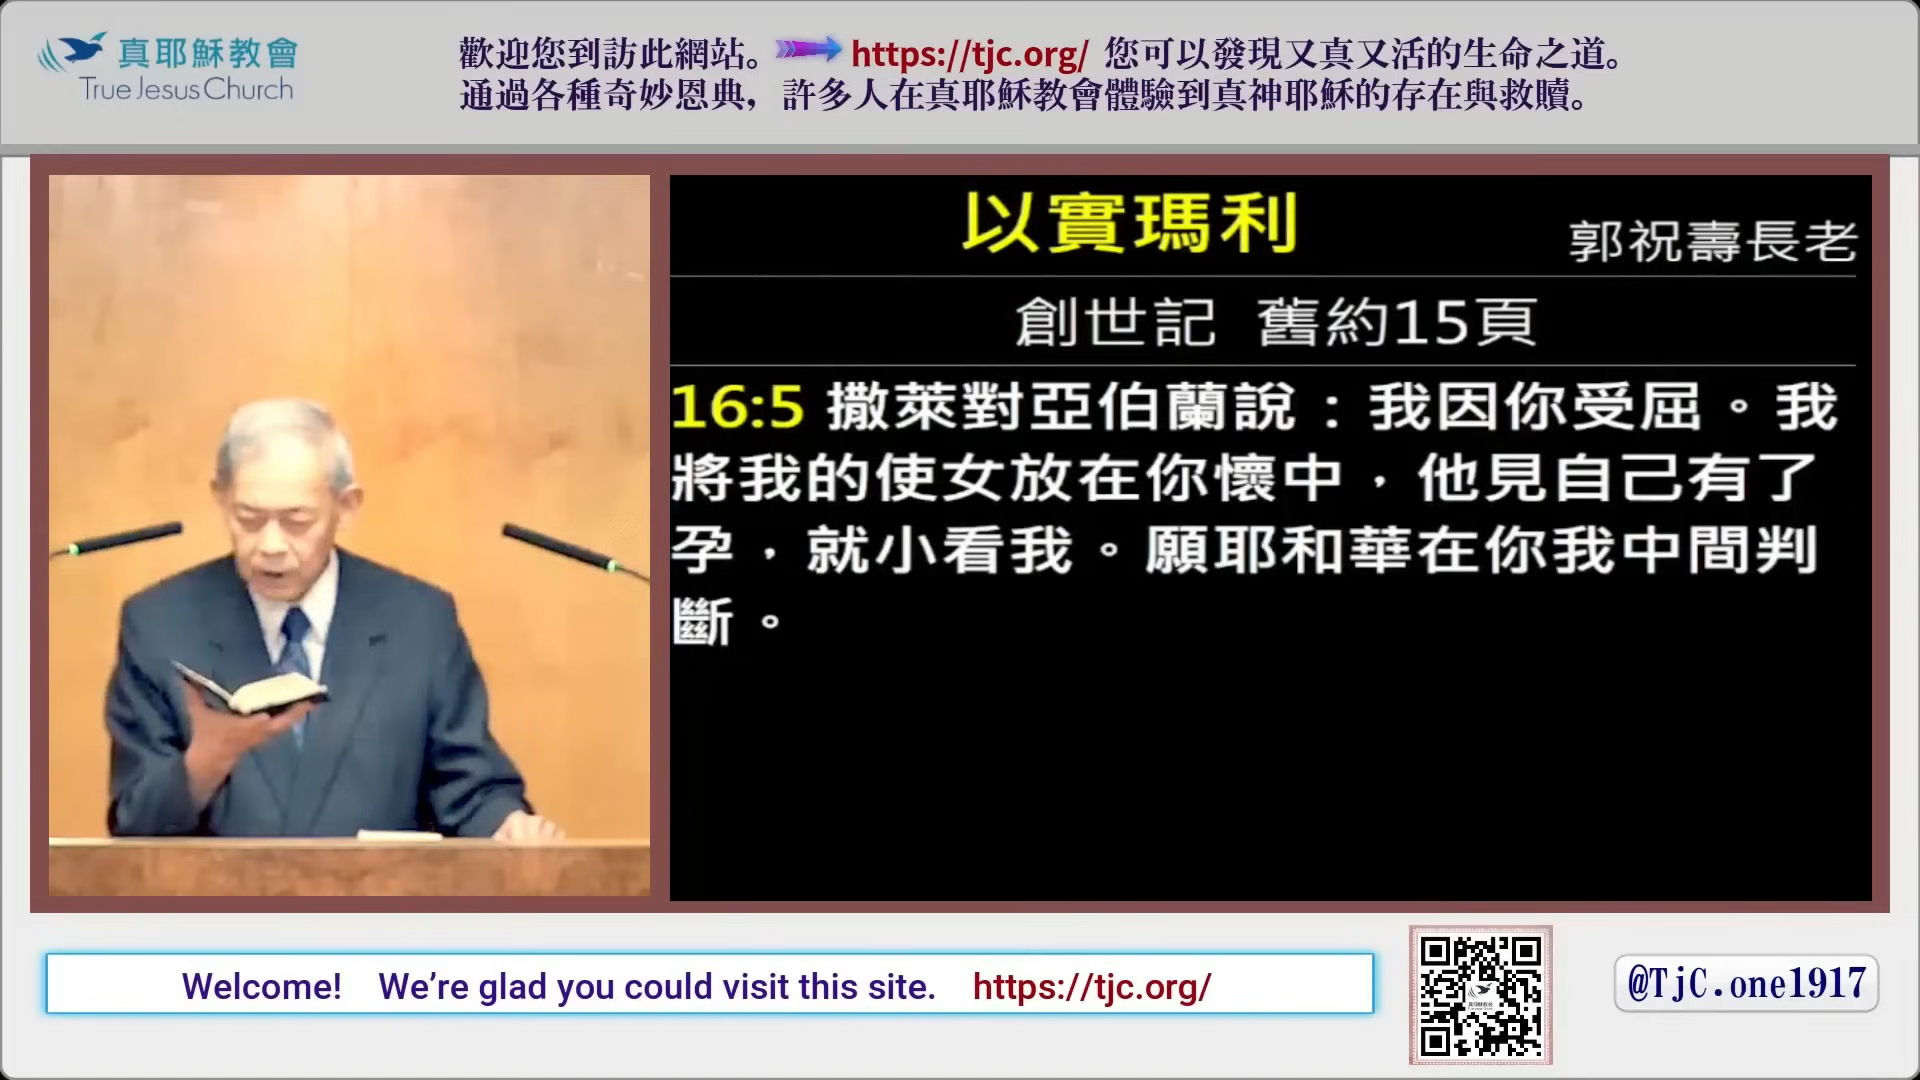 真耶穌教會
True Jesus Church
歡迎您到訪此網站。 https://tjc.org/ 您可以發現又真又活的生命之道。
通過各種奇妙恩典，許多人在真耶穌教會體驗到真神耶穌的存在與救贖。
以實瑪利
郭祝壽長老
創世記 舊約15頁
16:5 撒萊對亞伯蘭說：我因你受屈。我
將我的使女放在你懷中，他見自己有了
孕，就小看我。願耶和華在你我中間判
斷。
Welcome! We’re glad you could visit this site. https://tjc.org/
@TjC.one1917